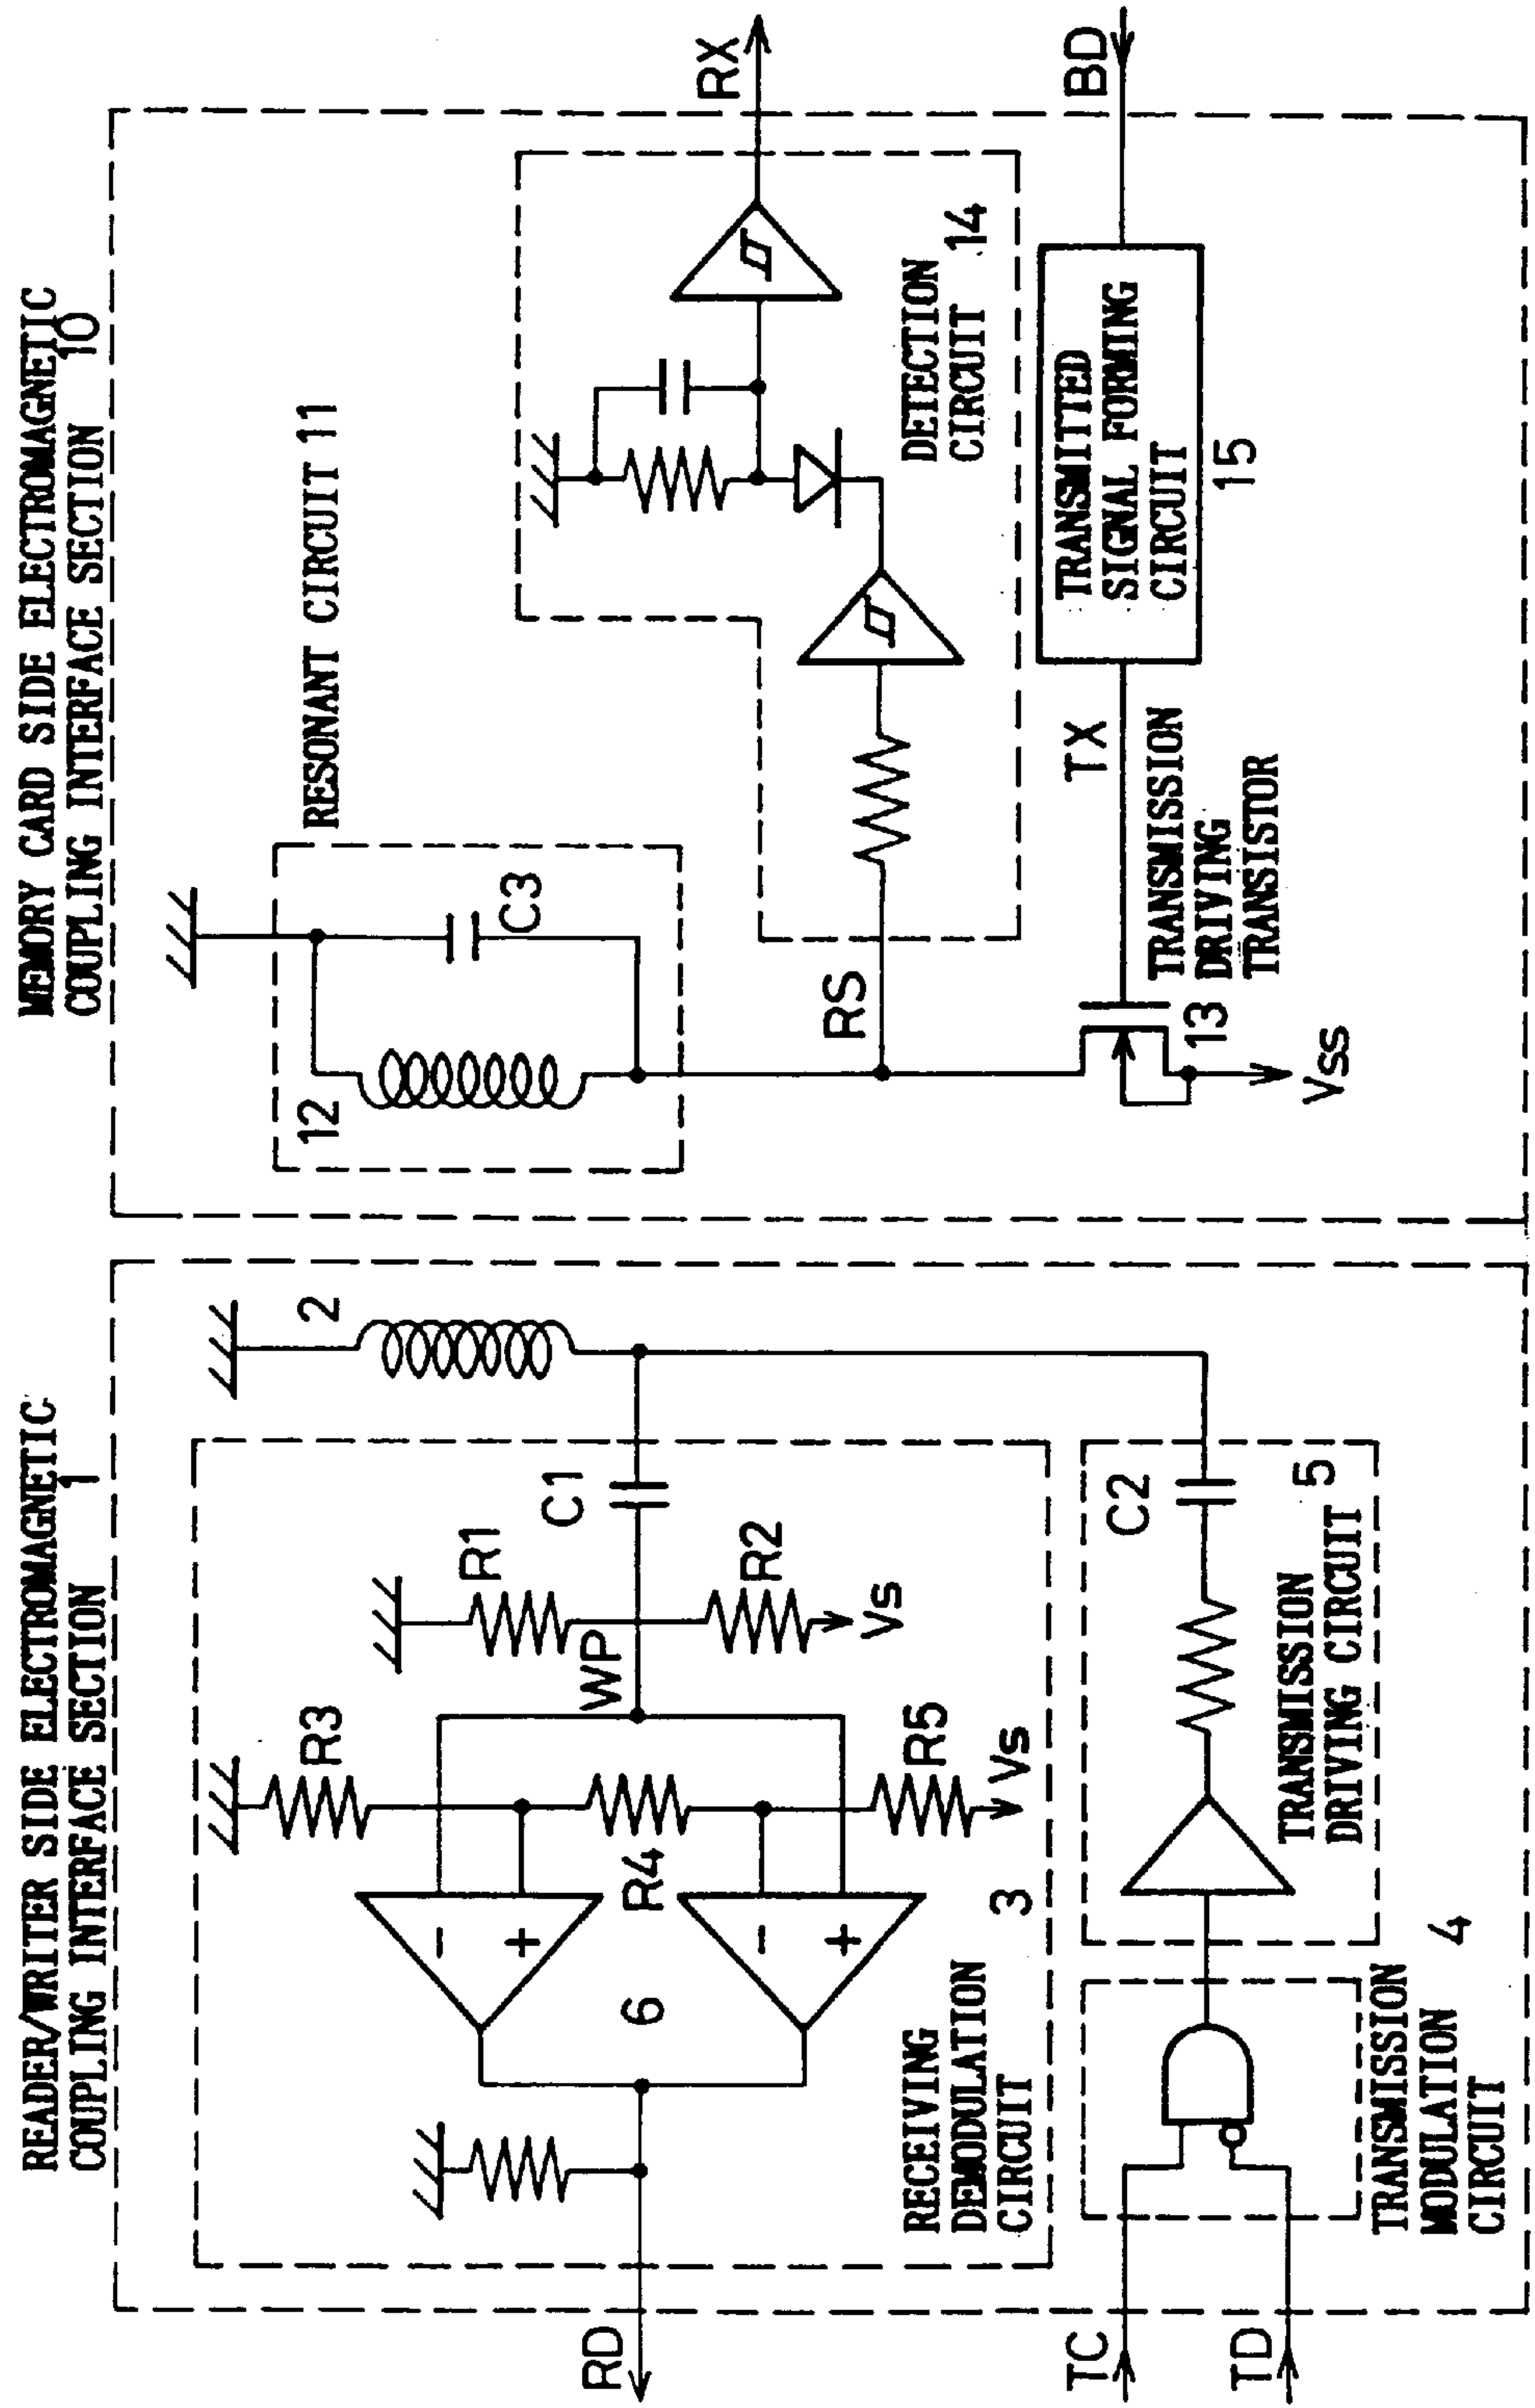 READER/WRITER SIDE ELECTROMAGNETIC
COUPLING INTERFACE SECTION 1
2
R3
R1
C1
WP
R2
Vs
R4
R5
Vs
6
3
RECEIVING
DEMODULATION
CIRCUIT
RD
C2
5
TRANSMISSION
DRIVING CIRCUIT
4
TRANSMISSION
MODULATION
CIRCUIT
TC
TD
MEMORY CARD SIDE ELECTROMAGNETIC
COUPLING INTERFACE SECTION 10
RESONANT CIRCUIT 11
12
C3
RX
DETECTION
CIRCUIT 14
RS
TX
TRANSMITTED
SIGNAL FORMING
CIRCUIT
15
BD
TRANSMISSION
DRIVING
TRANSISTOR
13
Vss